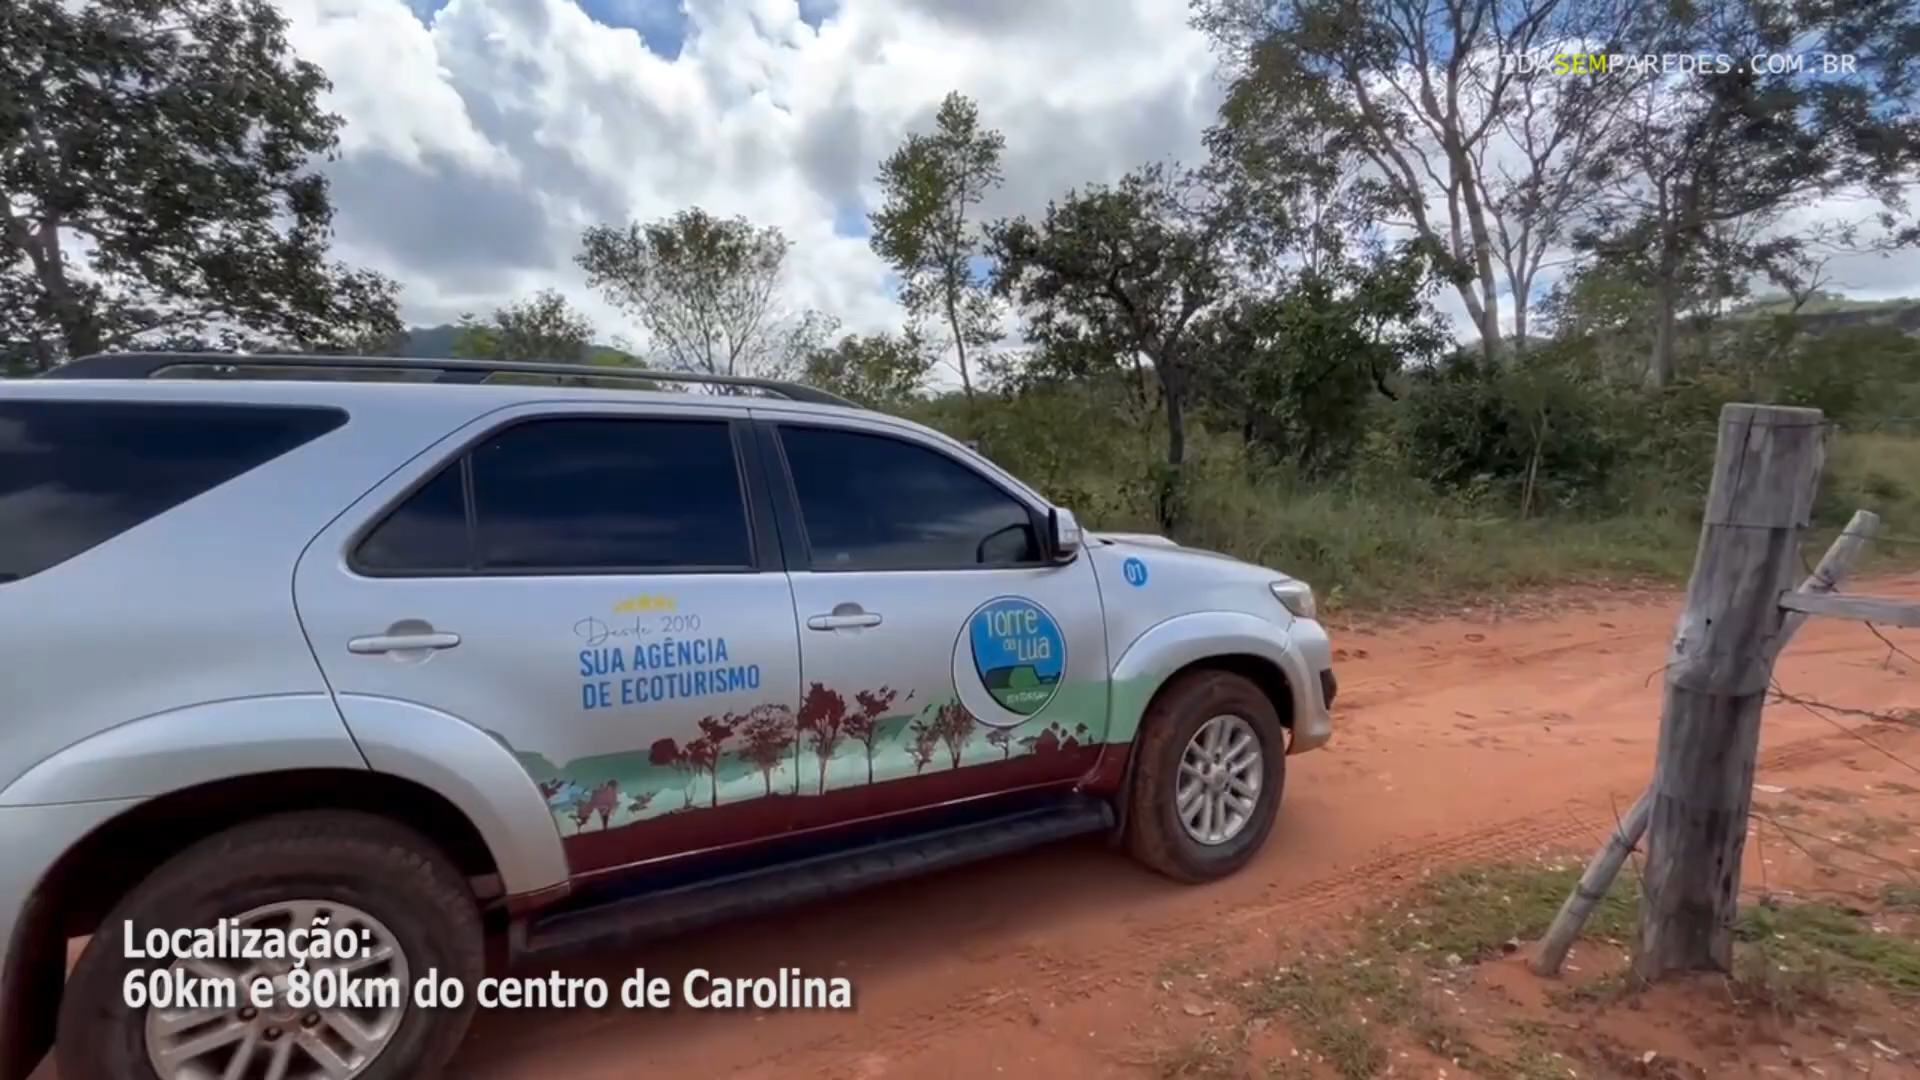 IDASEMPAREDES.COM.BR
01
Desde 2010
SUA AGÊNCIA
DE ECOTURISMO
Torre
da Lua
Localização:
60km e 80km do centro de Carolina